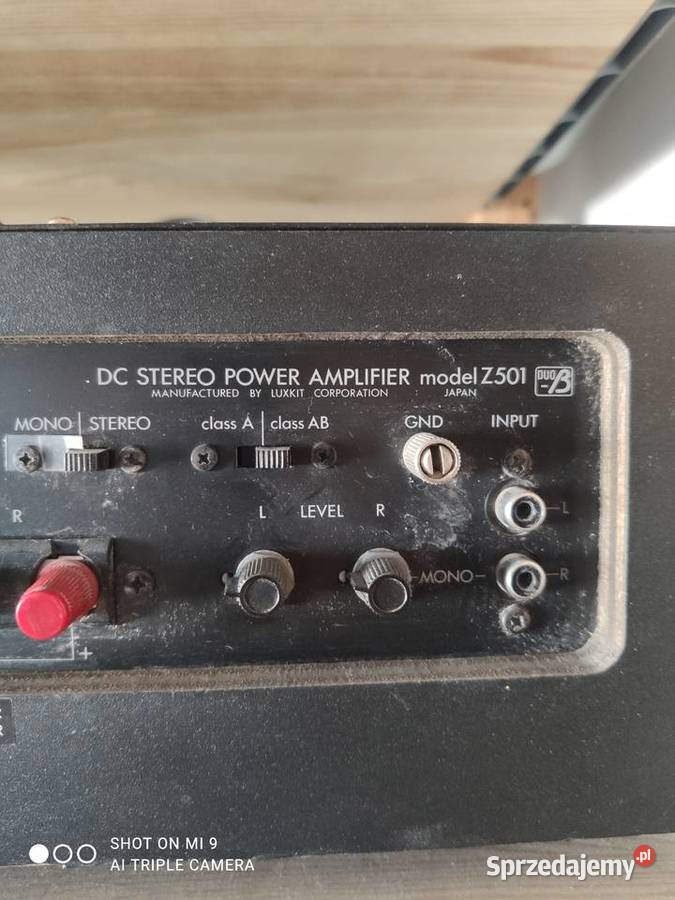 DC STEREO POWER AMPLIFIER model Z501 DUO-β
MANUFACTURED BY LUXKIT CORPORATION JAPAN
MONO STEREO class A class AB GND INPUT
R L LEVEL R L
MONO R
+
R
SHOT ON MI 9
AI TRIPLE CAMERA
Sprzedajemy.pl